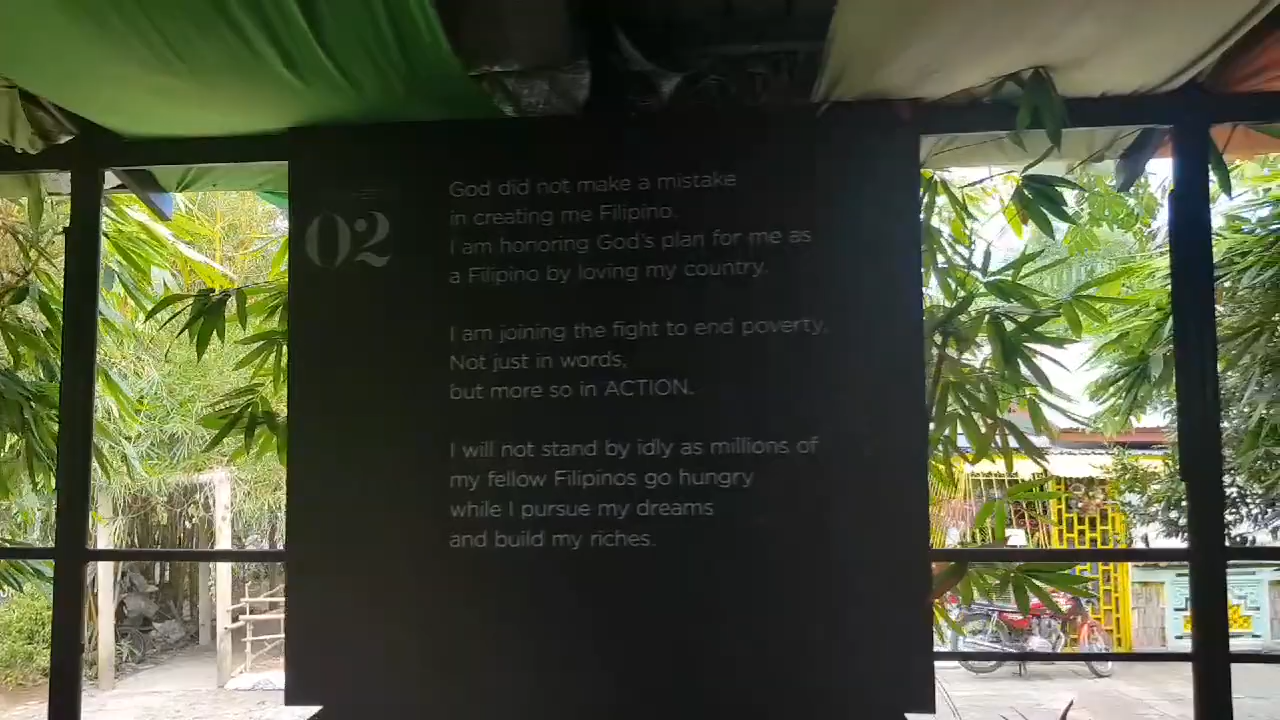 02
God did not make a mistake
in creating me Filipino.
I am honoring God's plan for me as
a Filipino by loving my country.
I am joining the fight to end poverty,
Not just in words,
but more so in ACTION.
I will not stand by idly as millions of
my fellow Filipinos go hungry
while I pursue my dreams
and build my riches.